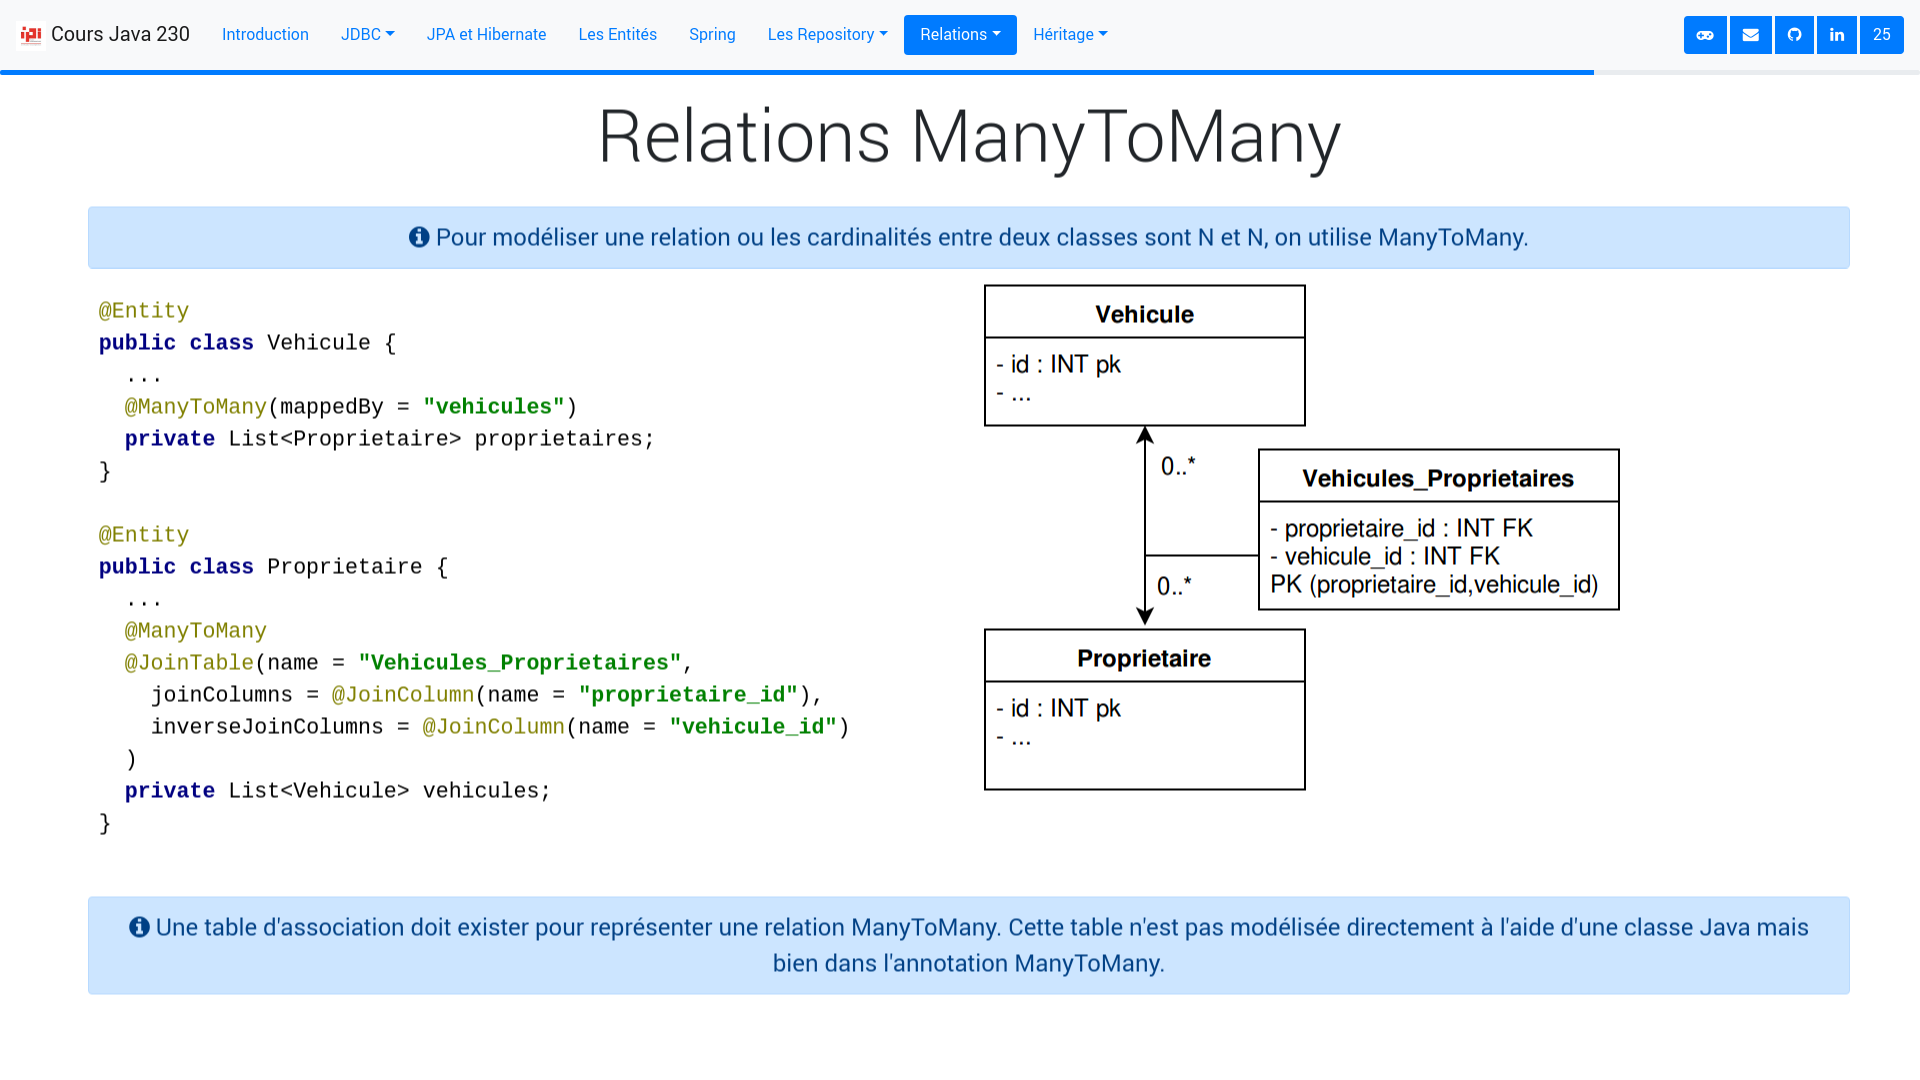 ipi Cours Java 230 Introduction JDBC JPA et Hibernate Les Entités Spring Les Repository Relations Héritage in 25
Relations ManyToMany
Pour modéliser une relation ou les cardinalités entre deux classes sont N et N, on utilise ManyToMany.
@Entity
public class Vehicule {
  ...
  @ManyToMany(mappedBy = "vehicules")
  private List<Proprietaire> proprietaires;
}
@Entity
public class Proprietaire {
  ...
  @ManyToMany
  @JoinTable(name = "Vehicules_Proprietaires",
    joinColumns = @JoinColumn(name = "proprietaire_id"),
    inverseJoinColumns = @JoinColumn(name = "vehicule_id")
  )
  private List<Vehicule> vehicules;
}
Vehicule
- id : INT pk
- ...
0..*
Vehicules_Proprietaires
- proprietaire_id : INT FK
- vehicule_id : INT FK
PK (proprietaire_id,vehicule_id)
0..*
Proprietaire
- id : INT pk
- ...
Une table d'association doit exister pour représenter une relation ManyToMany. Cette table n'est pas modélisée directement à l'aide d'une classe Java mais
bien dans l'annotation ManyToMany.